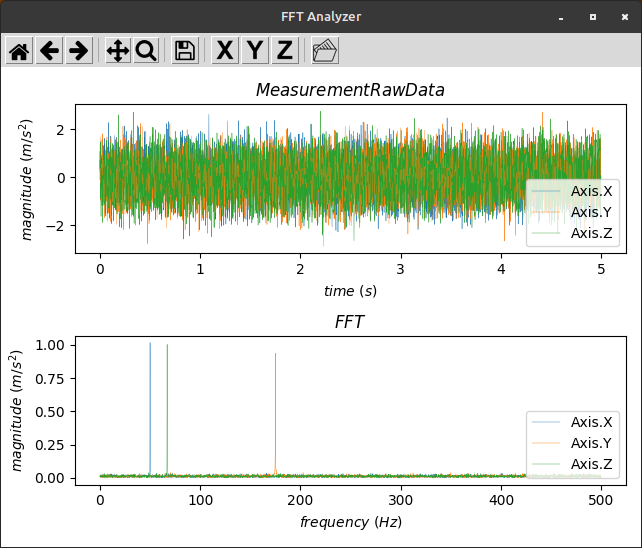 FFT Analyzer
X Y Z
MeasurementRawData
magnitude (m/s²)
2
0
−2
Axis.X
Axis.Y
Axis.Z
0 1 2 3 4 5
time (s)
FFT
magnitude (m/s²)
1.00
0.75
0.50
0.25
0.00
Axis.X
Axis.Y
Axis.Z
0 100 200 300 400 500
frequency (Hz)